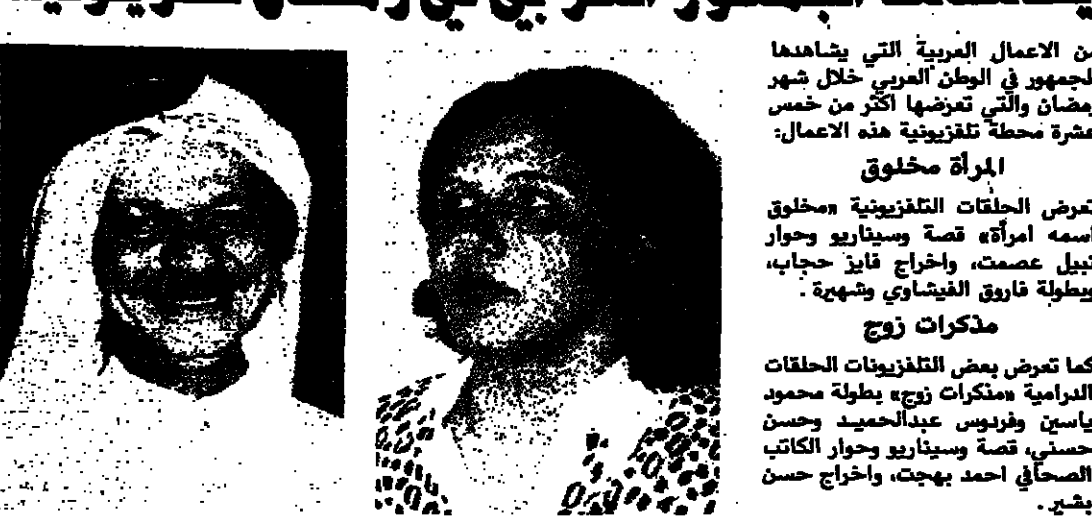 من الاعمال العربية التي يشاهدها
الجمهور في الوطن العربي خلال شهر
رمضان والتي تعرضها اكثر من خمس
عشرة محطة تلفزيونية هذه الاعمال:
المرأة مخلوق
تعرض الحلقات التلفزيونية «مخلوق
اسمه امرأة» قصة وسيناريو وحوار
نبيل عصمت، واخراج فايز حجاب،
وبطولة فاروق الفيشاوي وشهيرة.
مذكرات زوج
كما تعرض بعض التلفزيونات الحلقات
الدرامية «مذكرات زوج» بطولة محمود
ياسين وفردوس عبدالحميد وحسن
حسني، قصة وسيناريو وحوار الكاتب
الصحافي احمد بهجت، واخراج حسن
بشير.